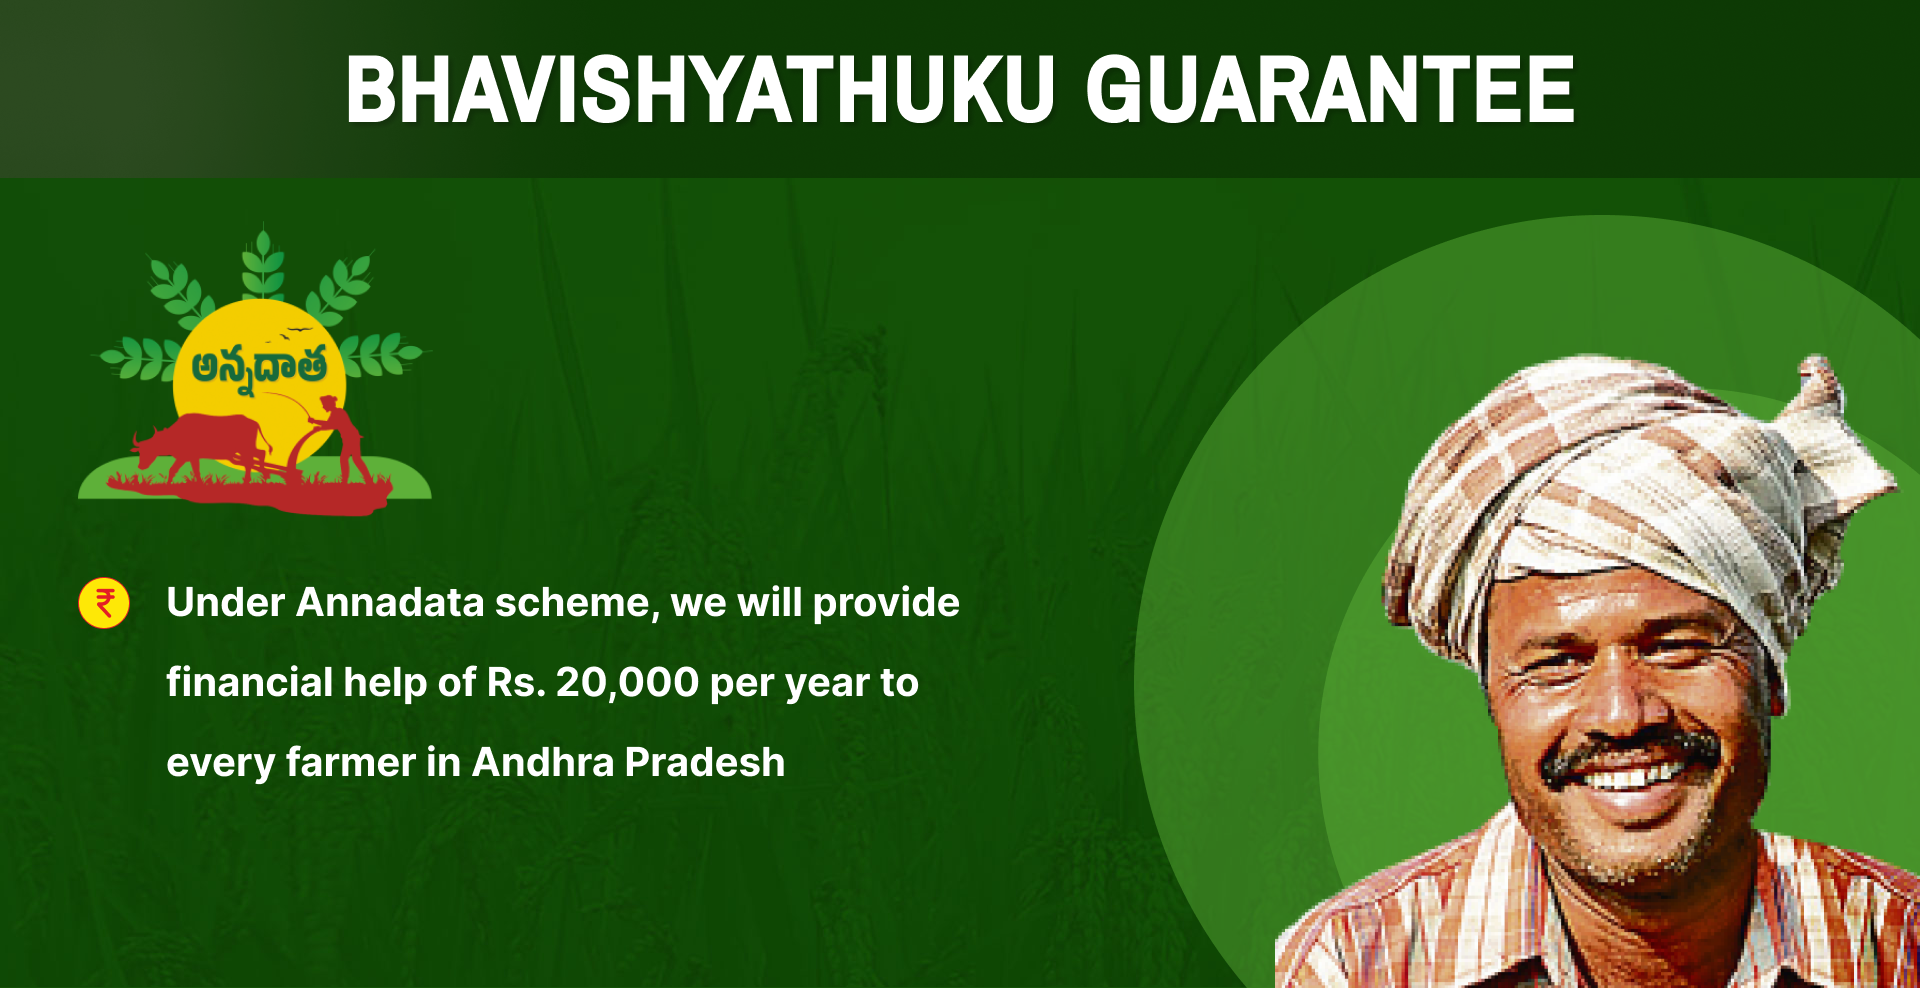 BHAVISHYATHUKU GUARANTEE
అన్నదాత
₹ Under Annadata scheme, we will provide
financial help of Rs. 20,000 per year to
every farmer in Andhra Pradesh